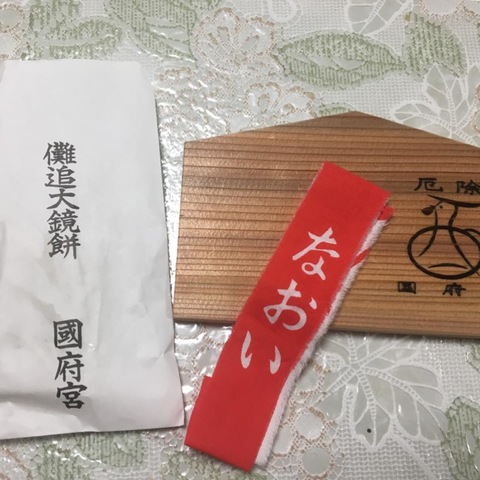 儺追大鏡餅
國府宮
なおい
厄除
國府